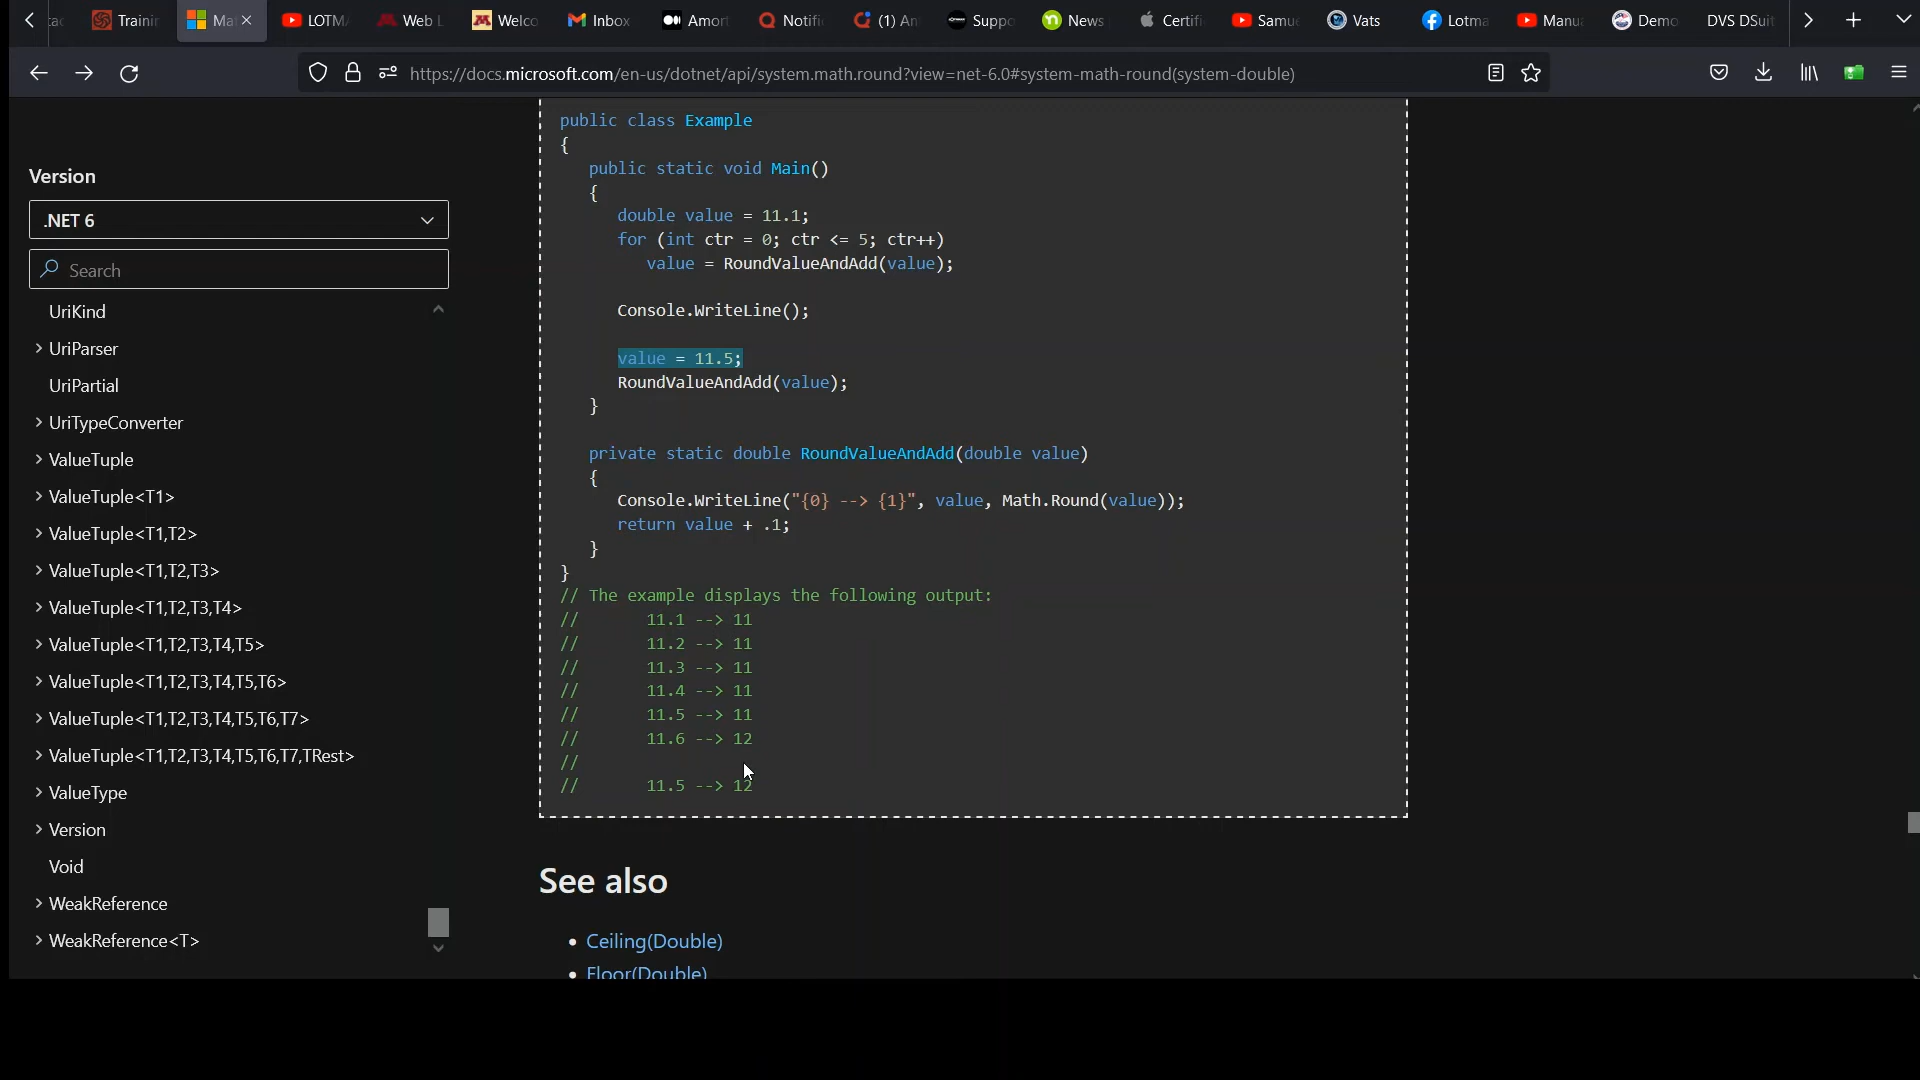 Trainin
Mat
LOTMA
Web L
Welco
Inbox
Amort
Notifi
(1) An
Suppo
News
Certifi
Samue
Vats
Lotma
Manua
Demo
DVS DSuit
https://docs.microsoft.com/en-us/dotnet/api/system.math.round?view=net-6.0#system-math-round(system-double)
Version
.NET 6
Search
UriKind
UriParser
UriPartial
UriTypeConverter
ValueTuple
ValueTuple<T1>
ValueTuple<T1,T2>
ValueTuple<T1,T2,T3>
ValueTuple<T1,T2,T3,T4>
ValueTuple<T1,T2,T3,T4,T5>
ValueTuple<T1,T2,T3,T4,T5,T6>
ValueTuple<T1,T2,T3,T4,T5,T6,T7>
ValueTuple<T1,T2,T3,T4,T5,T6,T7,TRest>
ValueType
Version
Void
WeakReference
WeakReference<T>
public class Example
{
public static void Main()
{
double value = 11.1;
for (int ctr = 0; ctr <= 5; ctr++)
value = RoundValueAndAdd(value);
Console.WriteLine();
value = 11.5;
RoundValueAndAdd(value);
}
private static double RoundValueAndAdd(double value)
{
Console.WriteLine("{0} --> {1}", value, Math.Round(value));
return value + .1;
}
}
// The example displays the following output:
// 11.1 --> 11
// 11.2 --> 11
// 11.3 --> 11
// 11.4 --> 11
// 11.5 --> 11
// 11.6 --> 12
//
// 11.5 --> 12
See also
• Ceiling(Double)
• Floor(Double)